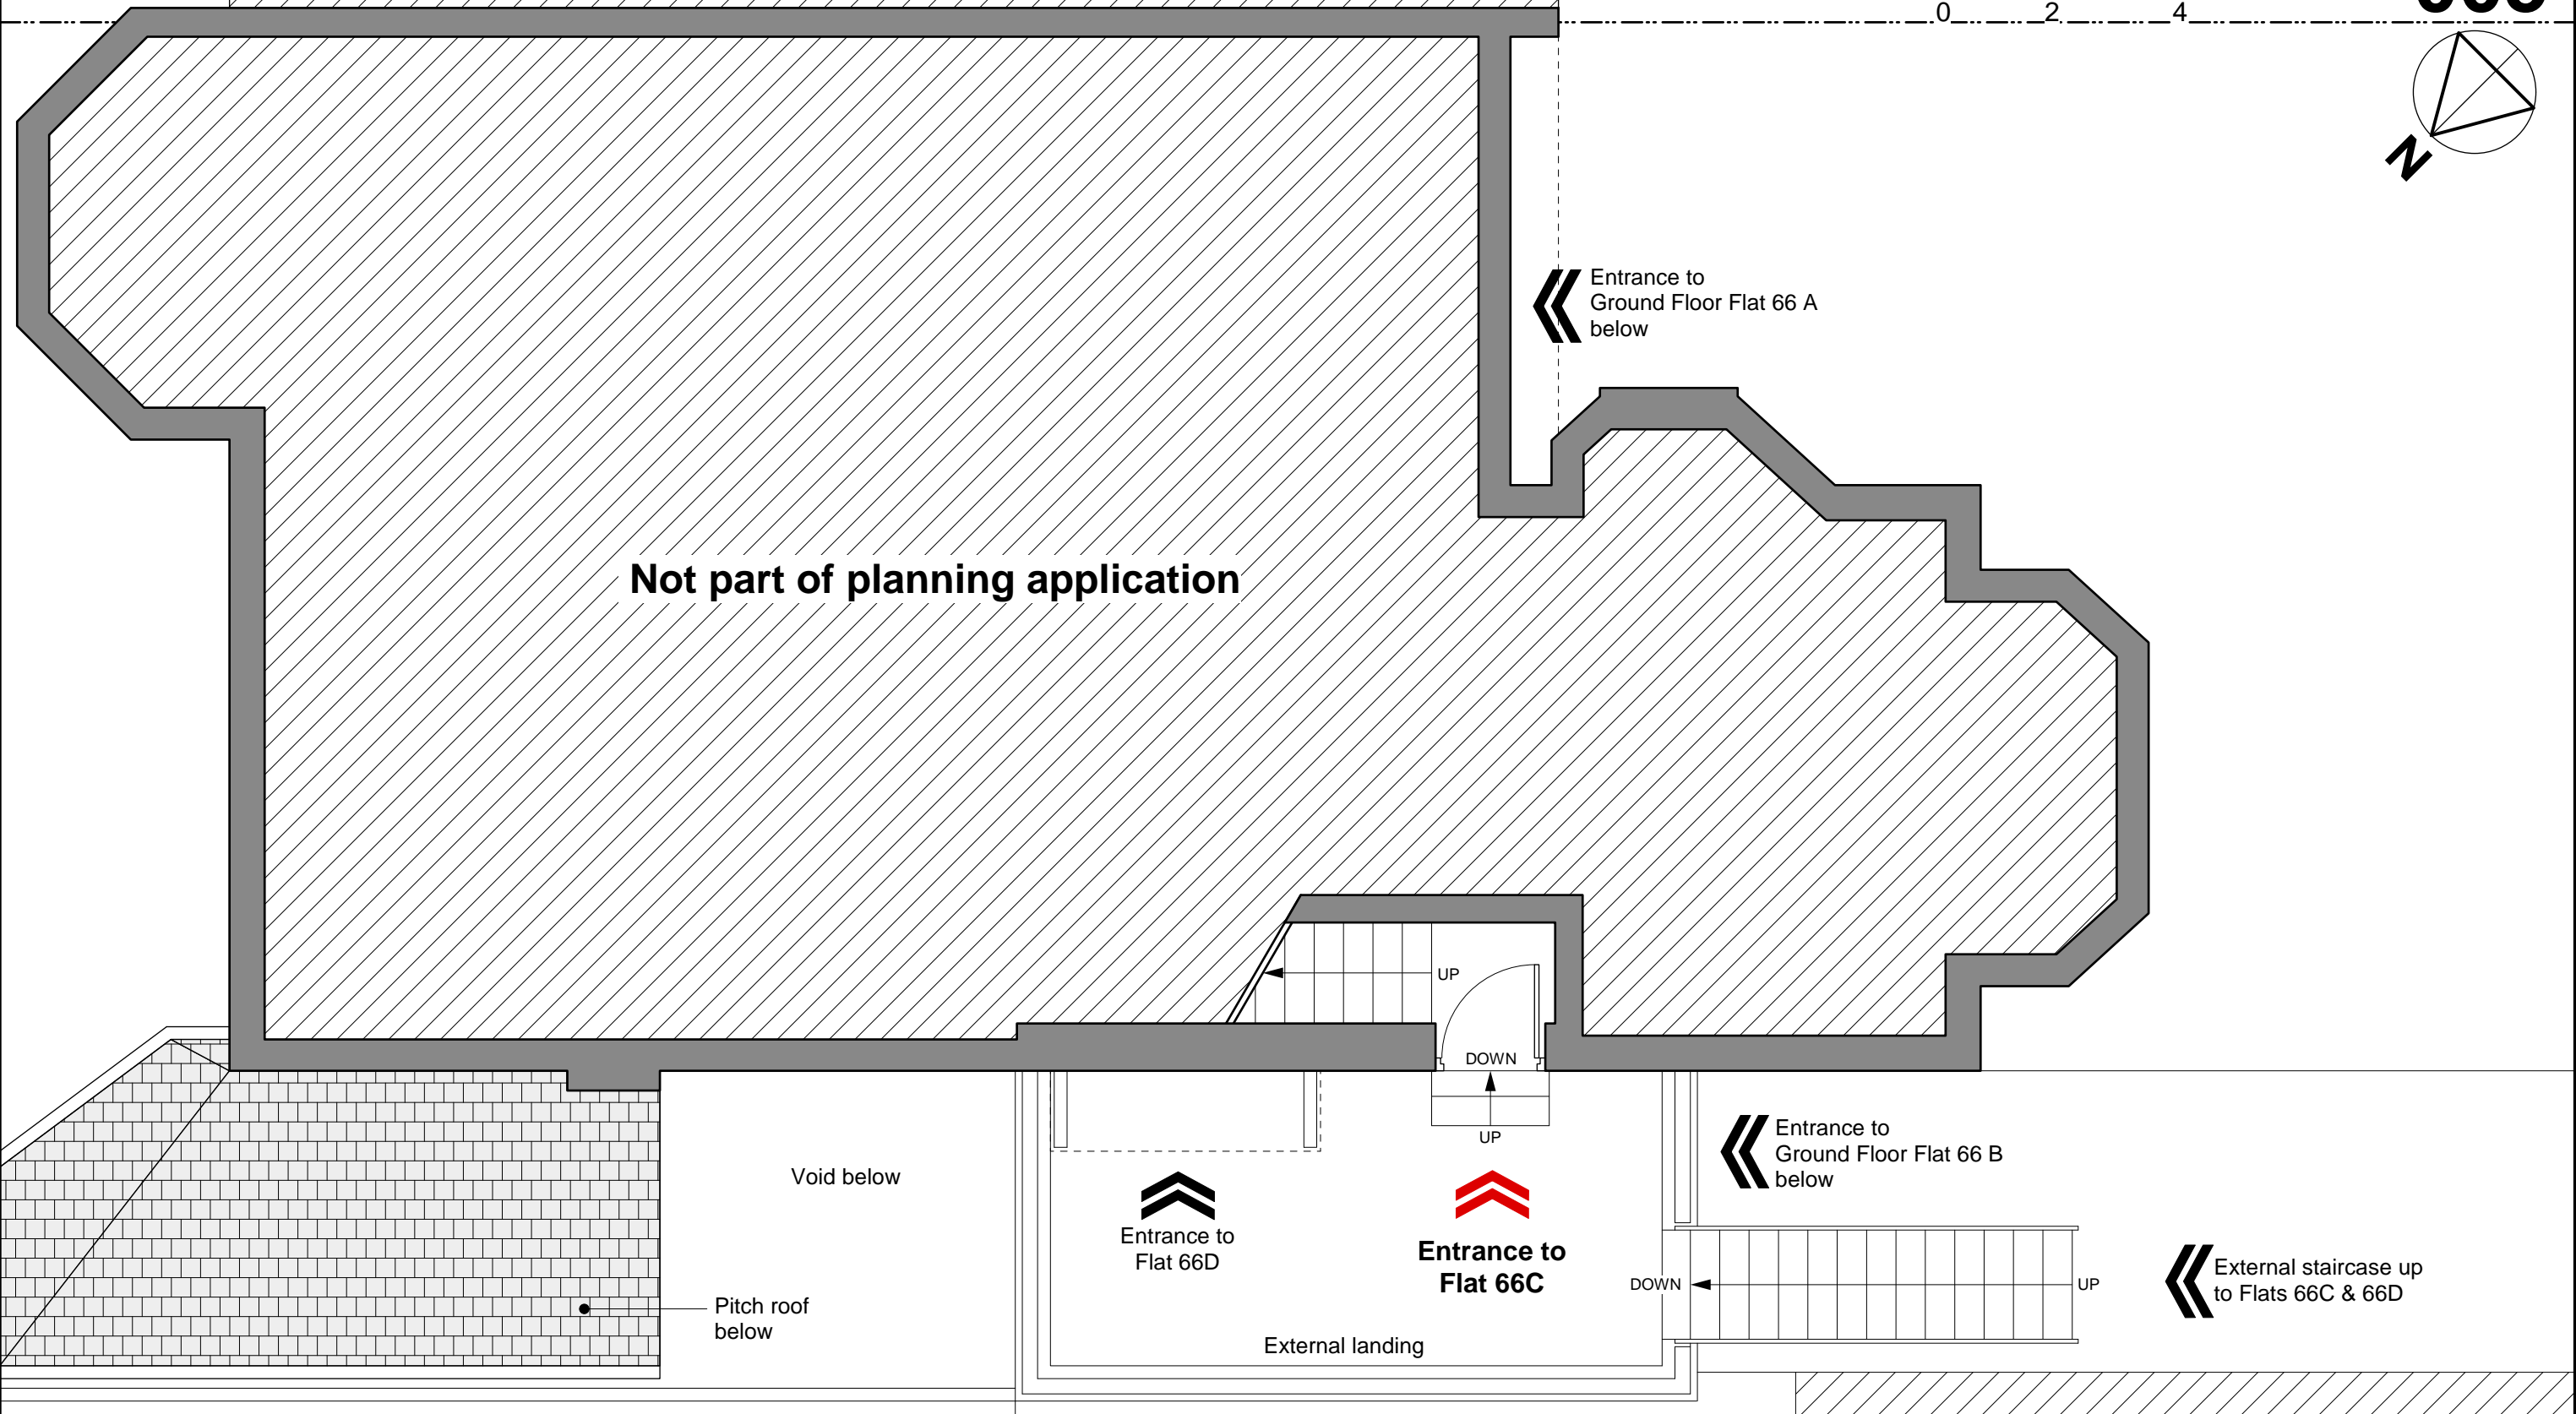 0 2 4
N
Entrance to
Ground Floor Flat 66 A
below
Not part of planning application
UP
DOWN
UP
Entrance to
Ground Floor Flat 66 B
below
Void below
Entrance to
Flat 66D
Entrance to
Flat 66C
DOWN
UP
External staircase up
to Flats 66C & 66D
Pitch roof
below
External landing